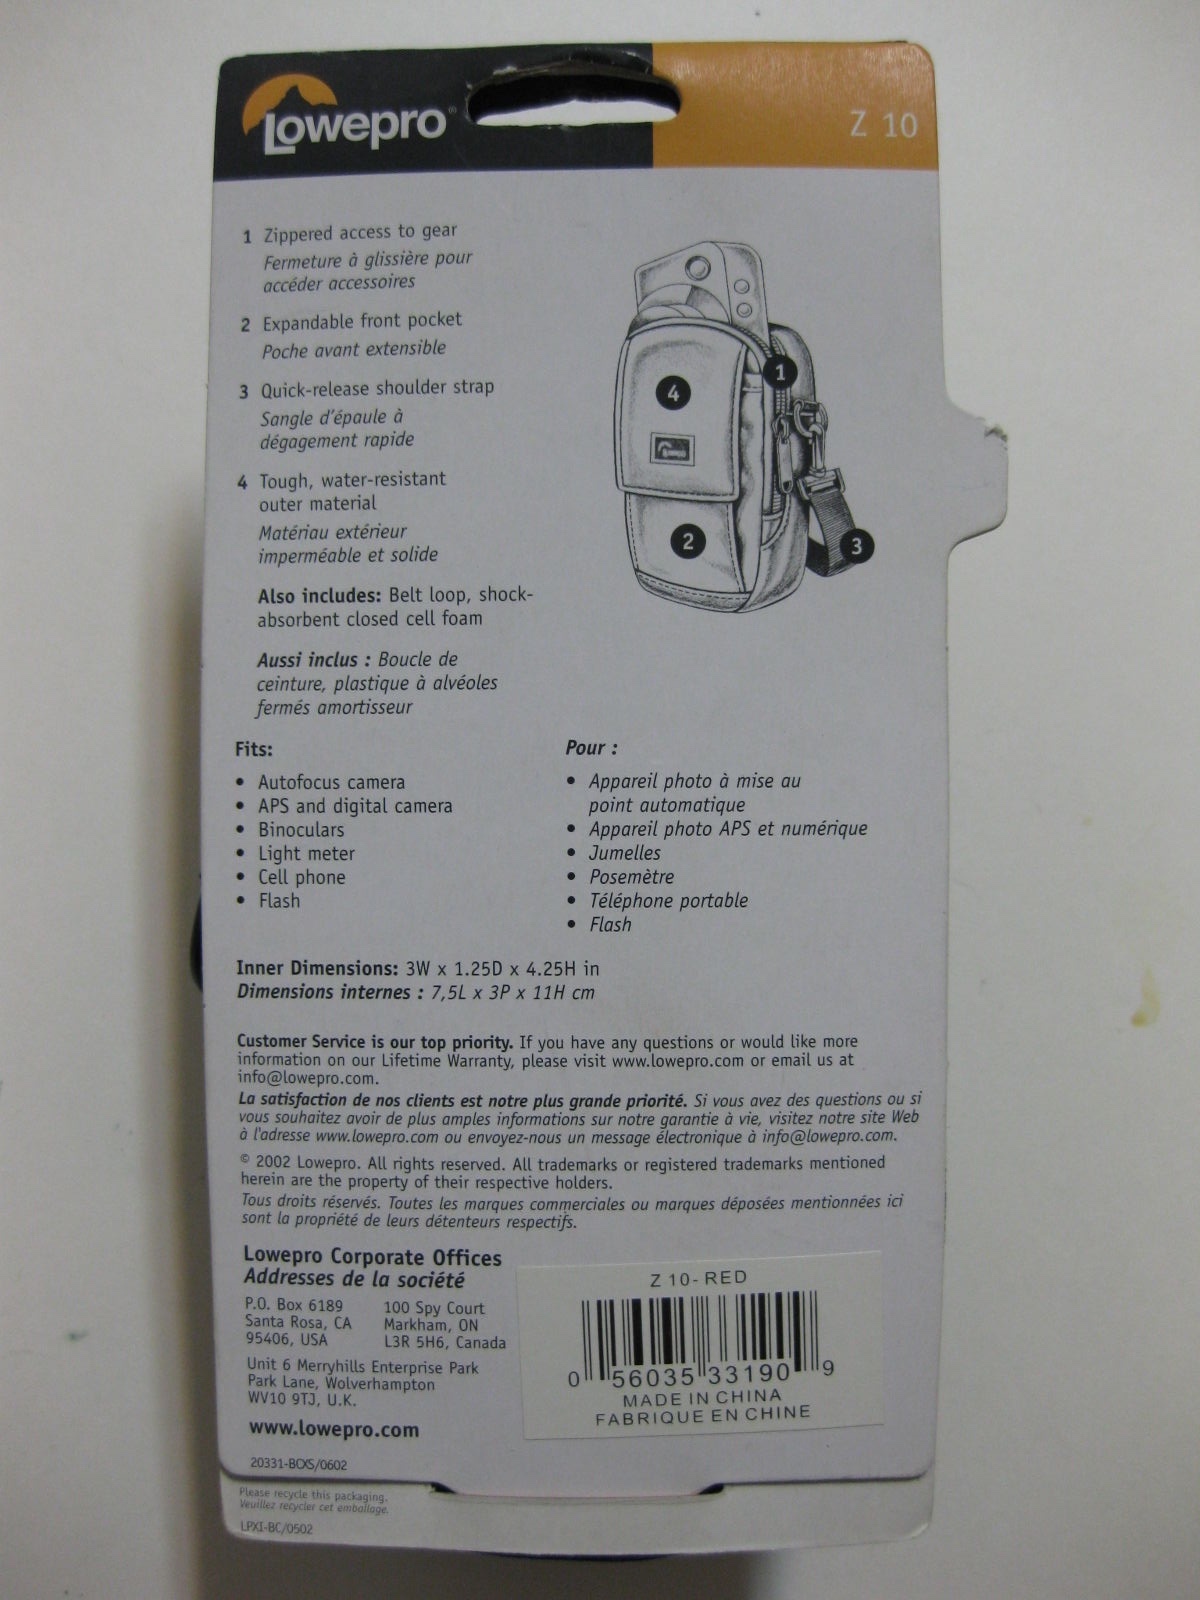 Lowepro®
Z 10
1 Zippered access to gear
Fermeture à glissière pour
accéder accessoires
2 Expandable front pocket
Poche avant extensible
3 Quick-release shoulder strap
Sangle d'épaule à
dégagement rapide
4 Tough, water-resistant
outer material
Matériau extérieur
imperméable et solide
Also includes: Belt loop, shock-
absorbent closed cell foam
Aussi inclus : Boucle de
ceinture, plastique à alvéoles
fermés amortisseur
1
4
Lowepro
2
3
Fits:
• Autofocus camera
• APS and digital camera
• Binoculars
• Light meter
• Cell phone
• Flash
Pour :
• Appareil photo à mise au
point automatique
• Appareil photo APS et numérique
• Jumelles
• Posemètre
• Téléphone portable
• Flash
Inner Dimensions: 3W x 1.25D x 4.25H in
Dimensions internes : 7,5L x 3P x 11H cm
Customer Service is our top priority. If you have any questions or would like more
information on our Lifetime Warranty, please visit www.lowepro.com or email us at
info@lowepro.com.
La satisfaction de nos clients est notre plus grande priorité. Si vous avez des questions ou si
vous souhaitez avoir de plus amples informations sur notre garantie à vie, visitez notre site Web
à l'adresse www.lowepro.com ou envoyez-nous un message électronique à info@lowepro.com.
© 2002 Lowepro. All rights reserved. All trademarks or registered trademarks mentioned
herein are the property of their respective holders.
Tous droits réservés. Toutes les marques commerciales ou marques déposées mentionnées ici
sont la propriété de leurs détenteurs respectifs.
Lowepro Corporate Offices
Addresses de la société
P.O. Box 6189
Santa Rosa, CA
95406, USA
100 Spy Court
Markham, ON
L3R 5H6, Canada
Unit 6 Merryhills Enterprise Park
Park Lane, Wolverhampton
WV10 9TJ, U.K.
www.lowepro.com
20331-BOXS/0602
Z 10-RED
0 56035 33190 9
MADE IN CHINA
FABRIQUE EN CHINE
Please recycle this packaging.
Veuillez recycler cet emballage.
LPXI-BC/0502